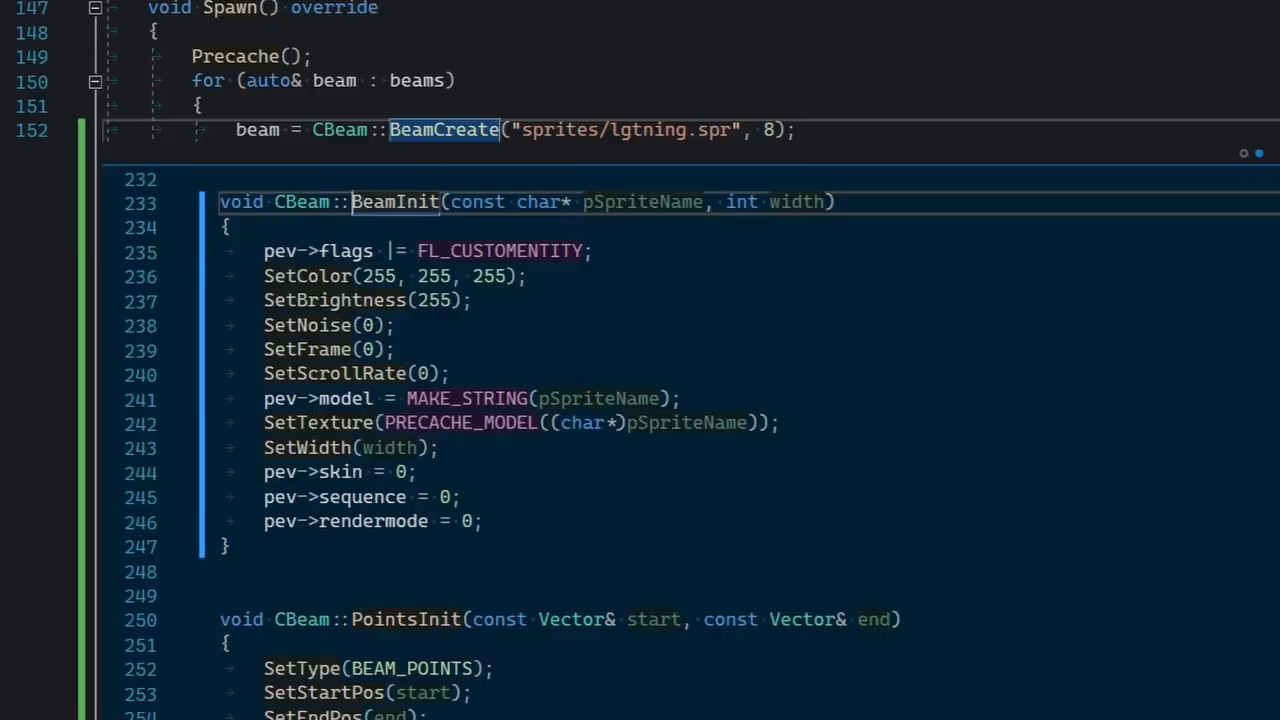 147 void Spawn() override
148 {
149 Precache();
150 for (auto& beam : beams)
151 {
152 beam = CBeam::BeamCreate("sprites/lgtning.spr", 8);
232
233 void CBeam::BeamInit(const char* pSpriteName, int width)
234 {
235 pev->flags |= FL_CUSTOMENTITY;
236 SetColor(255, 255, 255);
237 SetBrightness(255);
238 SetNoise(0);
239 SetFrame(0);
240 SetScrollRate(0);
241 pev->model = MAKE_STRING(pSpriteName);
242 SetTexture(PRECACHE_MODEL((char*)pSpriteName));
243 SetWidth(width);
244 pev->skin = 0;
245 pev->sequence = 0;
246 pev->rendermode = 0;
247 }
248
249
250 void CBeam::PointsInit(const Vector& start, const Vector& end)
251 {
252 SetType(BEAM_POINTS);
253 SetStartPos(start);
254 SetEndPos(end);